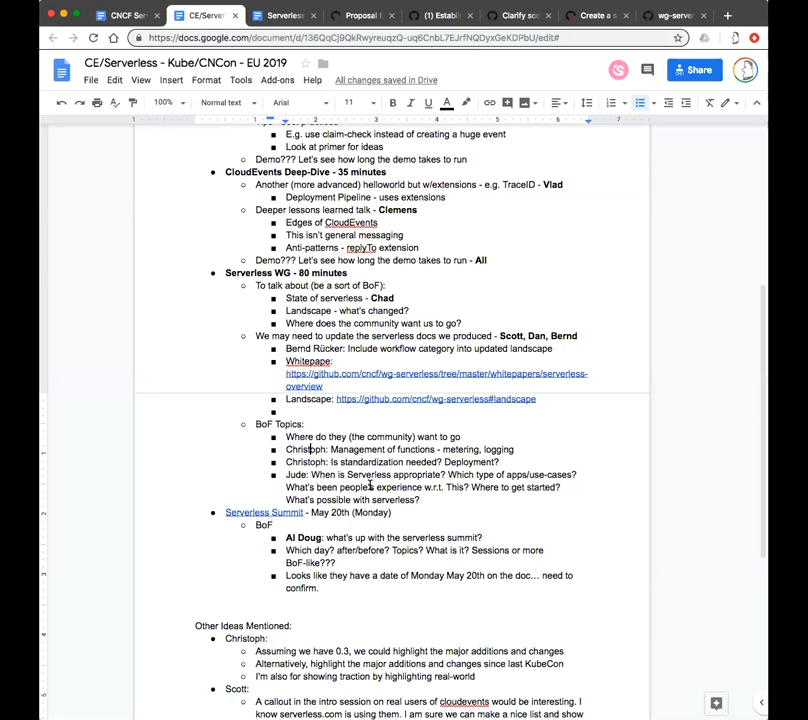 CNCF Serv
CE/Server
Serverless
Proposal f
(1) Establi
Clarify sco
Create a s
wg-server
https://docs.google.com/document/d/136QqCj9QkRwyreuqzQ-uq6CnbL7EJrfNQDyxGeKDPbU/edit#
CE/Serverless - Kube/CNCon - EU 2019
File Edit View Insert Format Tools Add-ons Help All changes saved in Drive
Share
100% Normal text Arial 11
E.g. use claim-check instead of creating a huge event
Look at primer for ideas
Demo??? Let's see how long the demo takes to run
CloudEvents Deep-Dive - 35 minutes
Another (more advanced) helloworld but w/extensions - e.g. TraceID - Vlad
Deployment Pipeline - uses extensions
Deeper lessons learned talk - Clemens
Edges of CloudEvents
This isn't general messaging
Anti-patterns - replyTo extension
Demo??? Let's see how long the demo takes to run - All
Serverless WG - 80 minutes
To talk about (be a sort of BoF):
State of serverless - Chad
Landscape - what's changed?
Where does the community want us to go?
We may need to update the serverless docs we produced - Scott, Dan, Bernd
Bernd Rücker: Include workflow category into updated landscape
Whitepape:
https://github.com/cncf/wg-serverless/tree/master/whitepapers/serverless-
overview
Landscape: https://github.com/cncf/wg-serverless#landscape
BoF Topics:
Where do they (the community) want to go
Christoph: Management of functions - metering, logging
Christoph: Is standardization needed? Deployment?
Jude: When is Serverless appropriate? Which type of apps/use-cases?
What's been people's experience w.r.t. This? Where to get started?
What's possible with serverless?
Serverless Summit - May 20th (Monday)
BoF
AI Doug: what's up with the serverless summit?
Which day? after/before? Topics? What is it? Sessions or more
BoF-like???
Looks like they have a date of Monday May 20th on the doc... need to
confirm.
Other Ideas Mentioned:
Christoph:
Assuming we have 0.3, we could highlight the major additions and changes
Alternatively, highlight the major additions and changes since last KubeCon
I'm also for showing traction by highlighting real-world
Scott:
A callout in the intro session on real users of cloudevents would be interesting. I
know serverless.com is using them. I am sure we can make a nice list and show